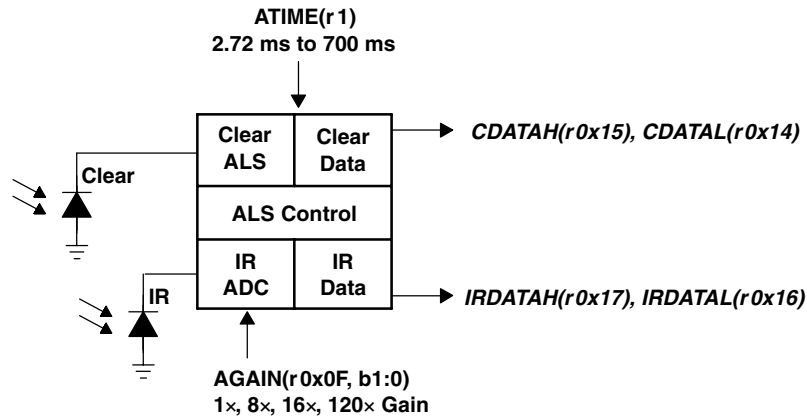 ATIME(r1)
2.72 ms to 700 ms
Clear
ALS
Clear
Data
CDATAH(r0x15), CDATAL(r0x14)
Clear
ALS Control
IR
ADC
IR
Data
IR
IRDATAH(r0x17), IRDATAL(r0x16)
AGAIN(r0x0F, b1:0)
1×, 8×, 16×, 120× Gain